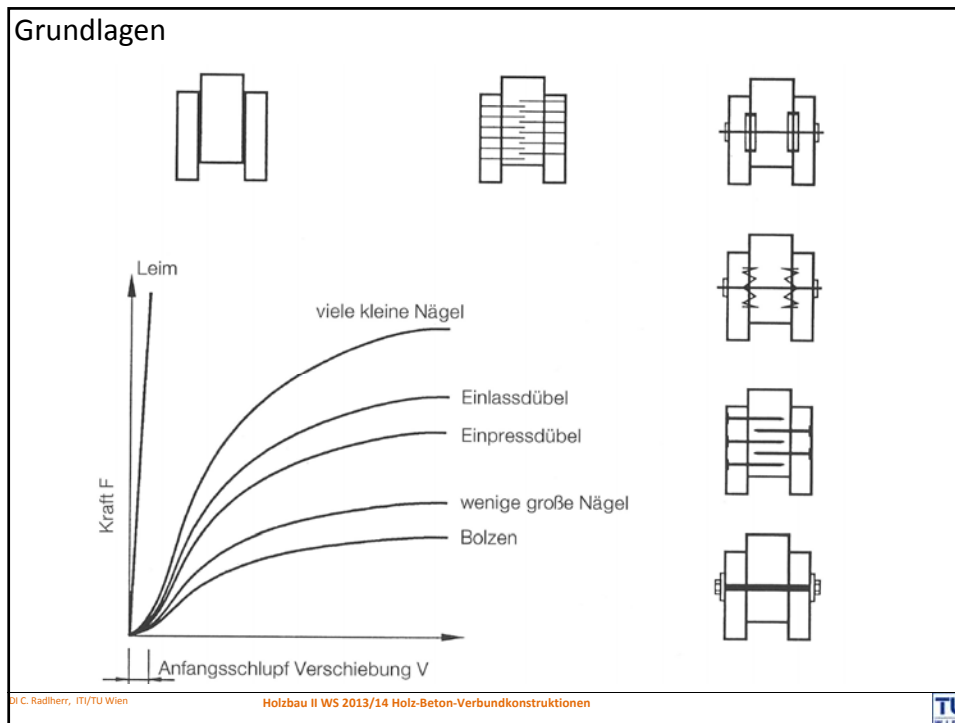 Grundlagen
Leim
viele kleine Nägel
Einlassdübel
Einpressdübel
wenige große Nägel
Bolzen
Kraft F
Anfangsschlupf Verschiebung V
DI C. Radlherr, ITI/TU Wien
Holzbau II WS 2013/14 Holz-Beton-Verbundkonstruktionen